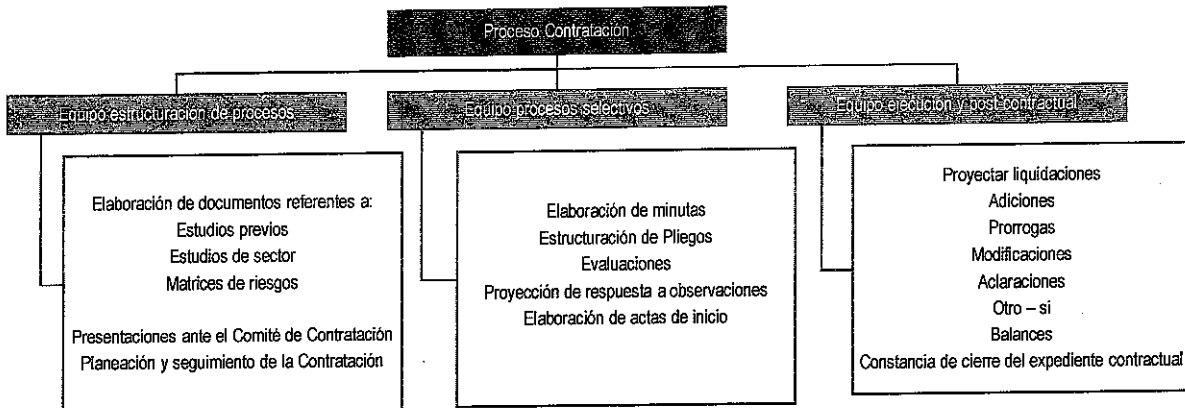 Proceso Contratación
Equipo estructuración de procesos
Elaboración de documentos referentes a:
Estudios previos
Estudios de sector
Matrices de riesgos
Presentaciones ante el Comité de Contratación
Planeación y seguimiento de la Contratación
Equipo procesos selectivos
Elaboración de minutas
Estructuración de Pliegos
Evaluaciones
Proyección de respuesta a observaciones
Elaboración de actas de inicio
Equipo ejecución y post contractual
Proyectar liquidaciones
Adiciones
Prorrogas
Modificaciones
Aclaraciones
Otro – si
Balances
Constancia de cierre del expediente contractual